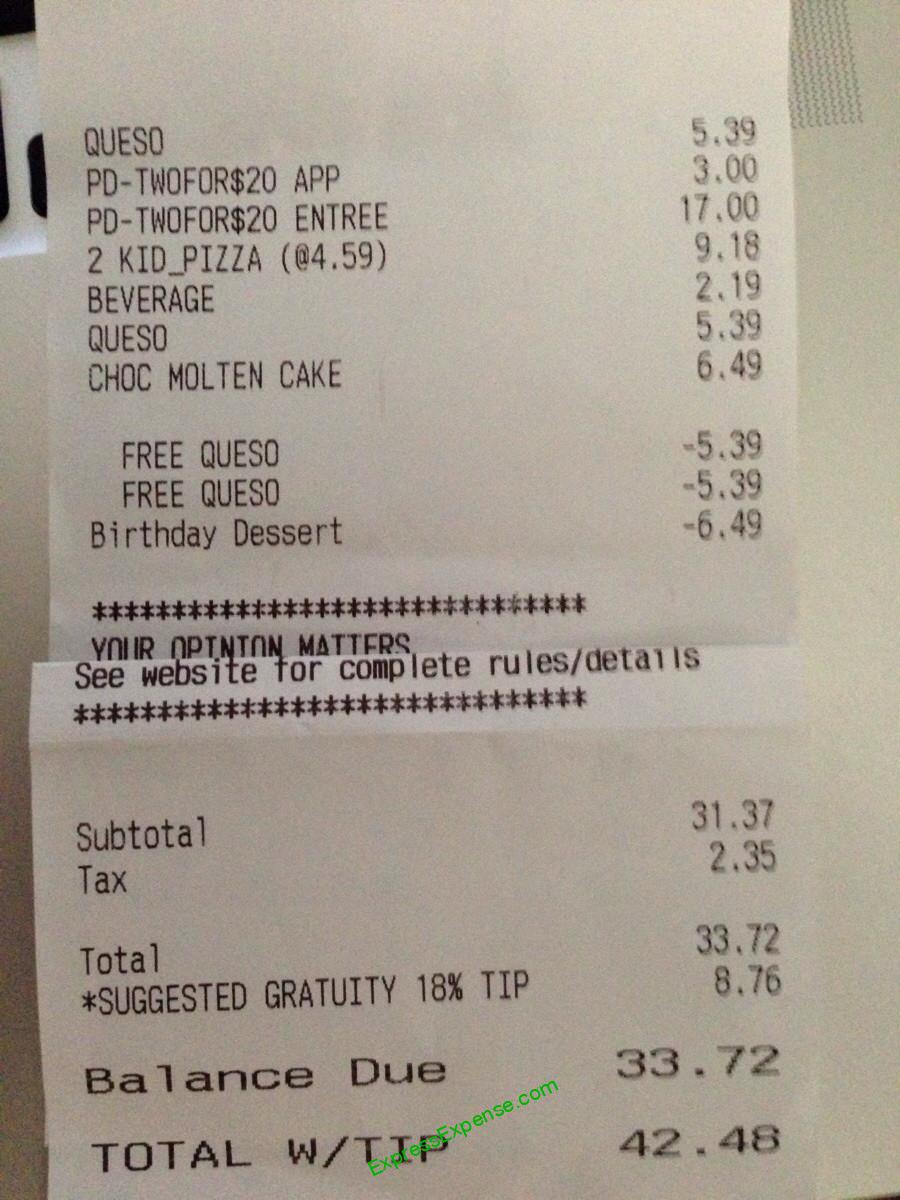 QUESO 5.39
PD-TWOFOR$20 APP 3.00
PD-TWOFOR$20 ENTREE 17.00
2 KID_PIZZA (@4.59) 9.18
BEVERAGE 2.19
QUESO 5.39
CHOC MOLTEN CAKE 6.49
FREE QUESO -5.39
FREE QUESO -5.39
Birthday Dessert -6.49
*******************************
YOUR OPINION MATTERS
See website for complete rules/details
*******************************
Subtotal 31.37
Tax 2.35
Total 33.72
*SUGGESTED GRATUITY 18% TIP 8.76
Balance Due 33.72
TOTAL W/TIP 42.48
ExpressExpense.com